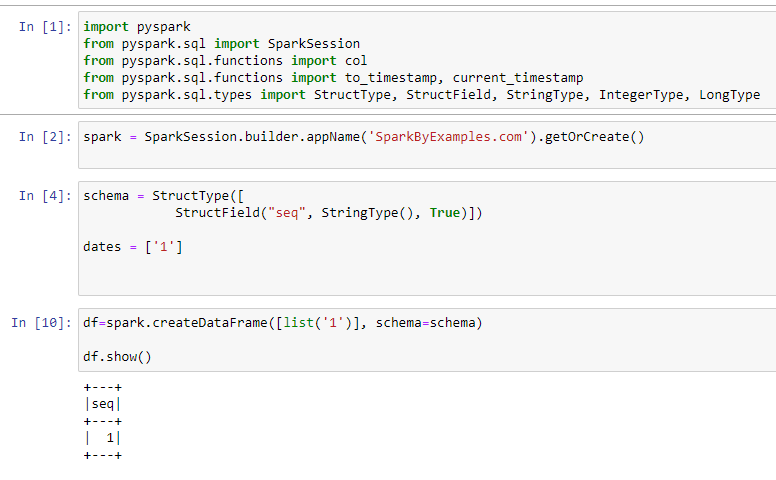 In [1]: import pyspark
from pyspark.sql import SparkSession
from pyspark.sql.functions import col
from pyspark.sql.functions import to_timestamp, current_timestamp
from pyspark.sql.types import StructType, StructField, StringType, IntegerType, LongType
In [2]: spark = SparkSession.builder.appName('SparkByExamples.com').getOrCreate()
In [4]: schema = StructType([
            StructField("seq", StringType(), True)])
dates = ['1']
In [10]: df=spark.createDataFrame([list('1')], schema=schema)
df.show()
+---+
|seq|
+---+
|  1|
+---+